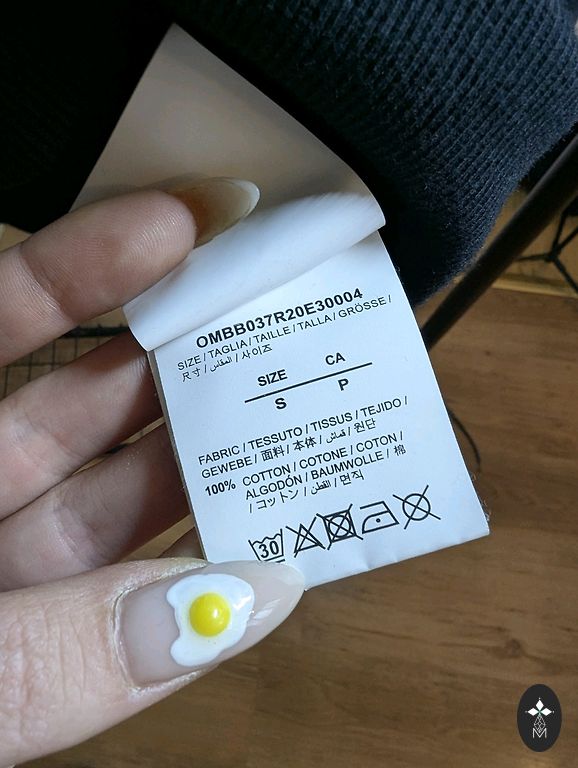 OMBB037R20E30004
SIZE / TAGLIA / TAILLE / TALLA / GRÖSSE /
尺寸 / المقاس / 사이즈
SIZE CA
S P
FABRIC / TESSUTO / TISSUS / TEJIDO /
GEWEBE / 面料 / 本体 / قماش / 원단
100% COTTON / COTONE / COTON /
ALGODÓN / BAUMWOLLE / 棉
/ コットン / القطن / 면직
30
M